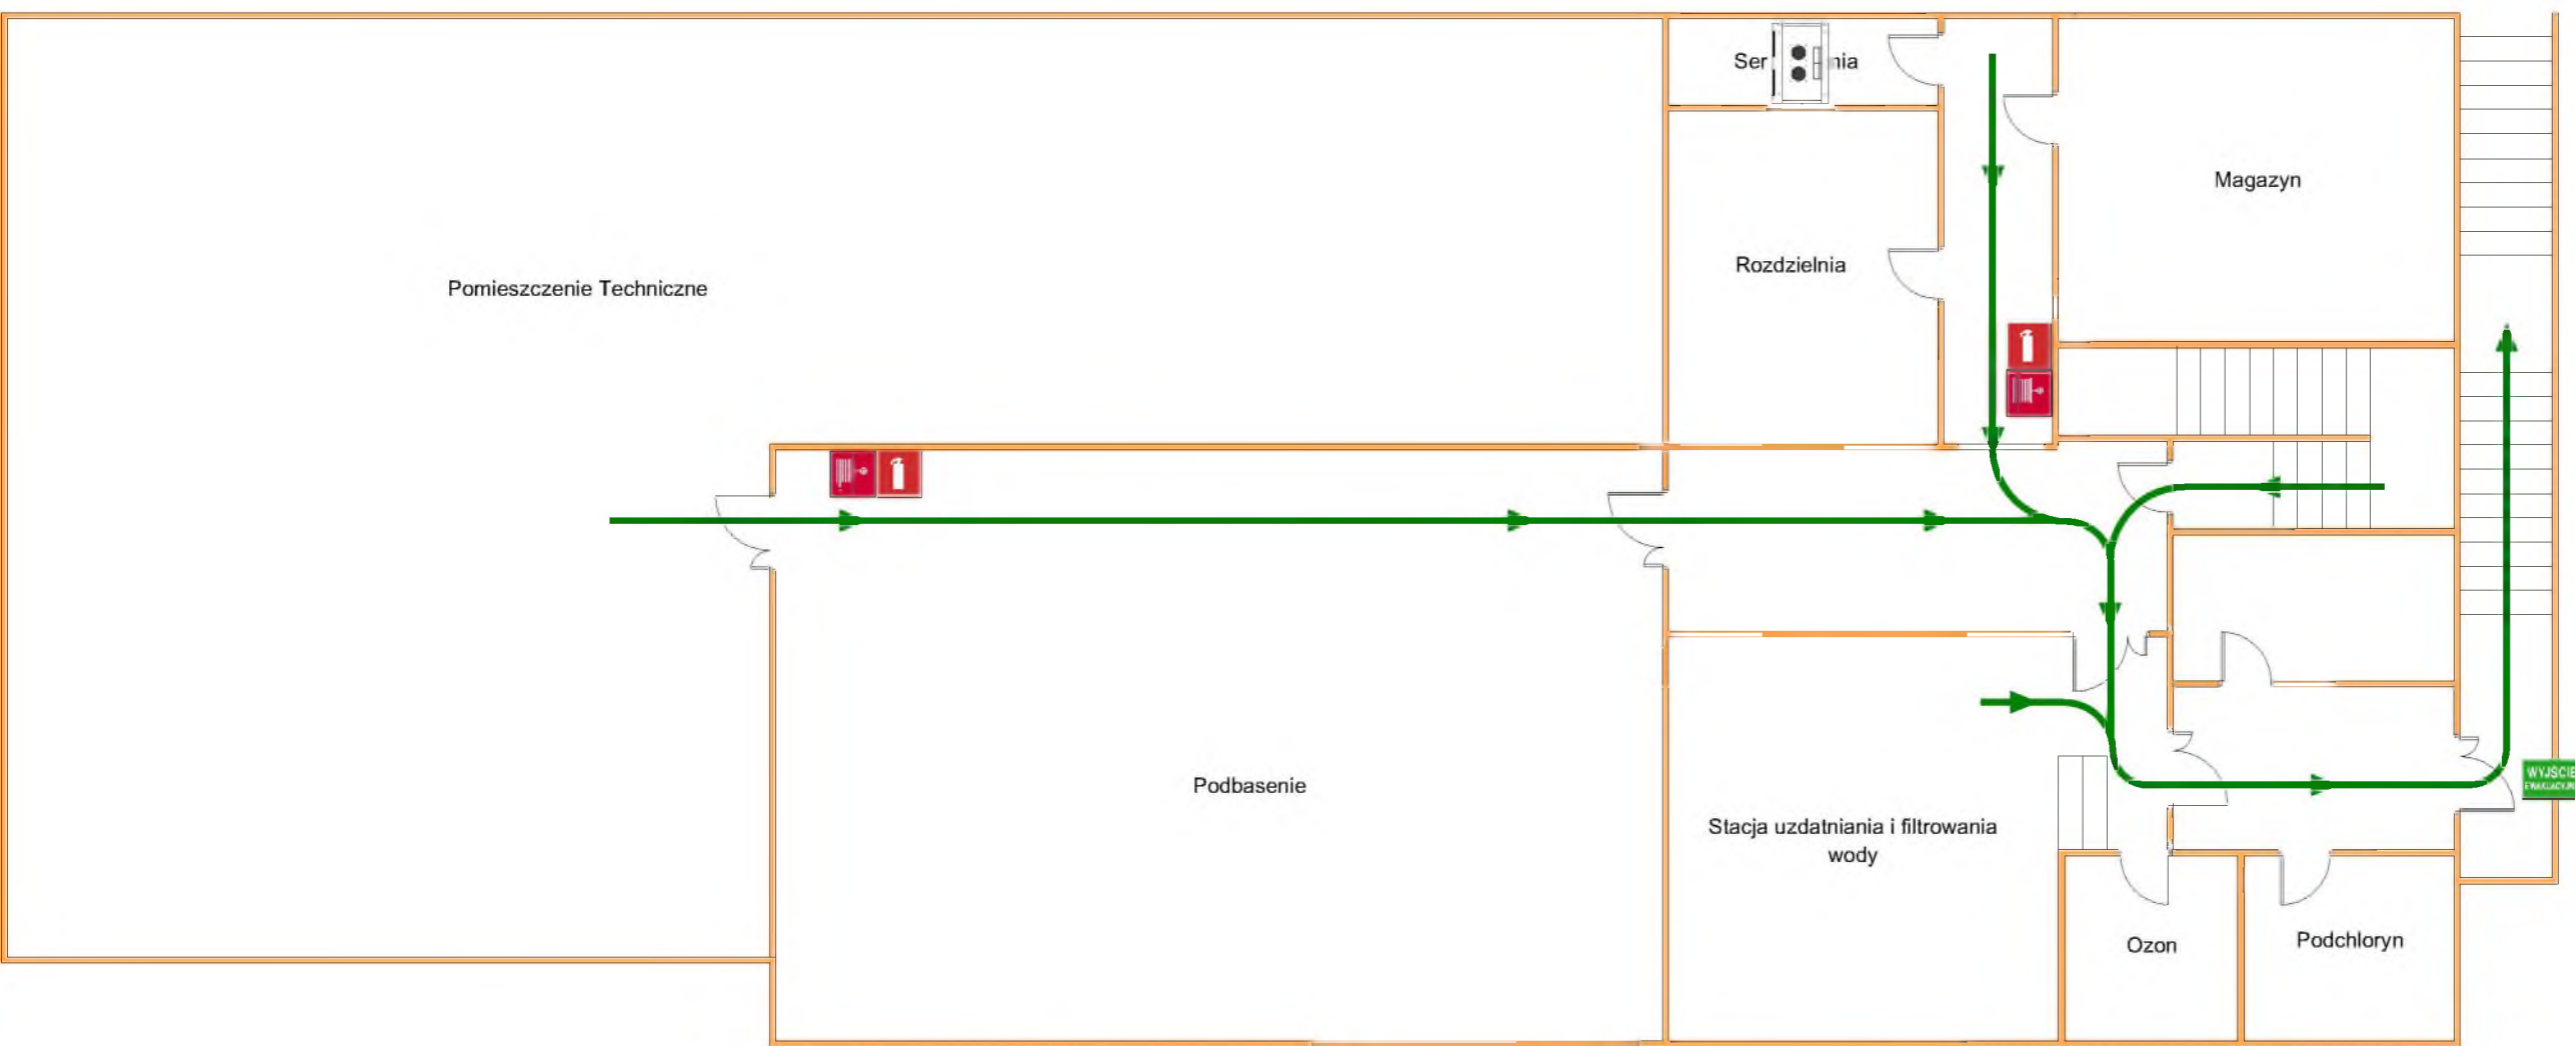 Ser nia
Magazyn
Rozdzielnia
Pomieszczenie Techniczne
WYJŚCIE
Podbasenie
Stacja uzdatniania i filtrowania
wody
Ozon
Podchloryn